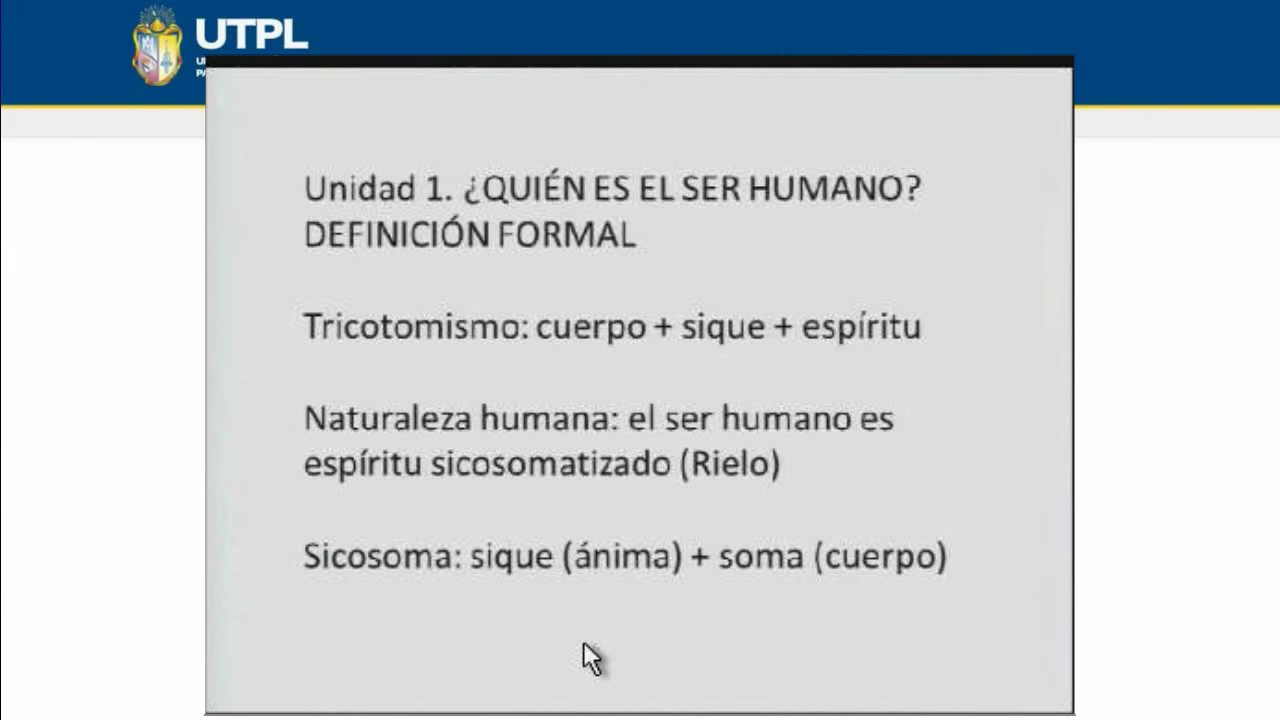 UTPL
Unidad 1. ¿QUIÉN ES EL SER HUMANO?
DEFINICIÓN FORMAL
Tricotomismo: cuerpo + sique + espíritu
Naturaleza humana: el ser humano es
espíritu sicosomatizado (Rielo)
Sicosoma: sique (ánima) + soma (cuerpo)